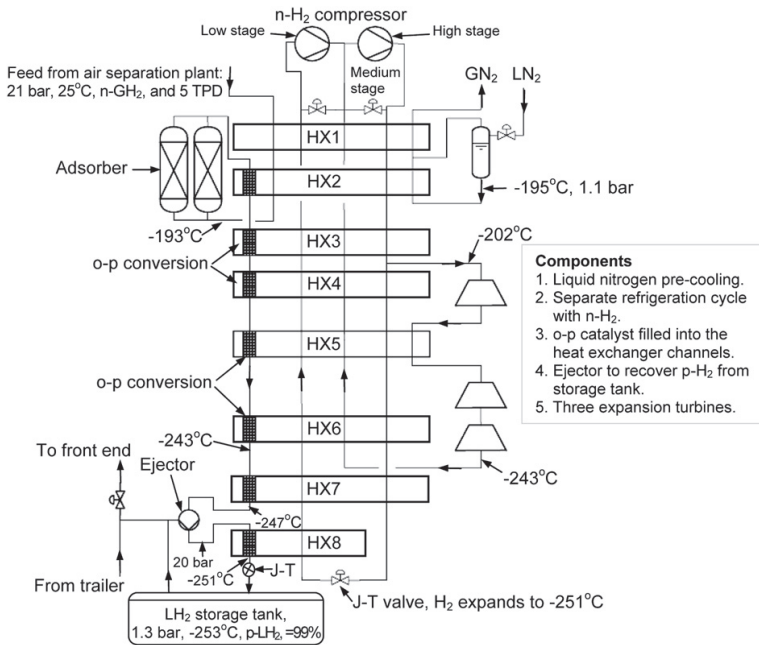 n-H₂ compressor
Low stage
High stage
Medium
stage
Feed from air separation plant:
21 bar, 25°C, n-GH₂, and 5 TPD
GN₂
LN₂
HX1
Adsorber
HX2
-195°C, 1.1 bar
-193°C
HX3
-202°C
o-p conversion
HX4
Components
1. Liquid nitrogen pre-cooling.
2. Separate refrigeration cycle
with n-H₂.
3. o-p catalyst filled into the
heat exchanger channels.
4. Ejector to recover p-H₂ from
storage tank.
5. Three expansion turbines.
HX5
o-p conversion
HX6
-243°C
To front end
Ejector
-243°C
HX7
-247°C
HX8
20 bar
-251°C
J-T
From trailer
J-T valve, H₂ expands to -251°C
LH₂ storage tank,
1.3 bar, -253°C, p-LH₂, =99%